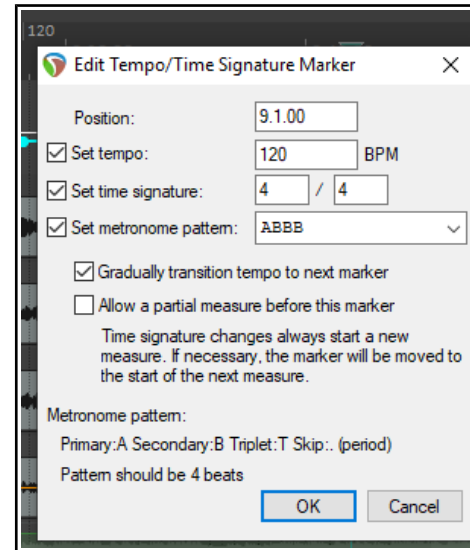 120
Edit Tempo/Time Signature Marker
Position: 9.1.00
Set tempo: 120 BPM
Set time signature: 4 / 4
Set metronome pattern: ABBB
Gradually transition tempo to next marker
Allow a partial measure before this marker
Time signature changes always start a new
measure. If necessary, the marker will be moved to
the start of the next measure.
Metronome pattern:
Primary:A Secondary:B Triplet:T Skip:. (period)
Pattern should be 4 beats
OK Cancel